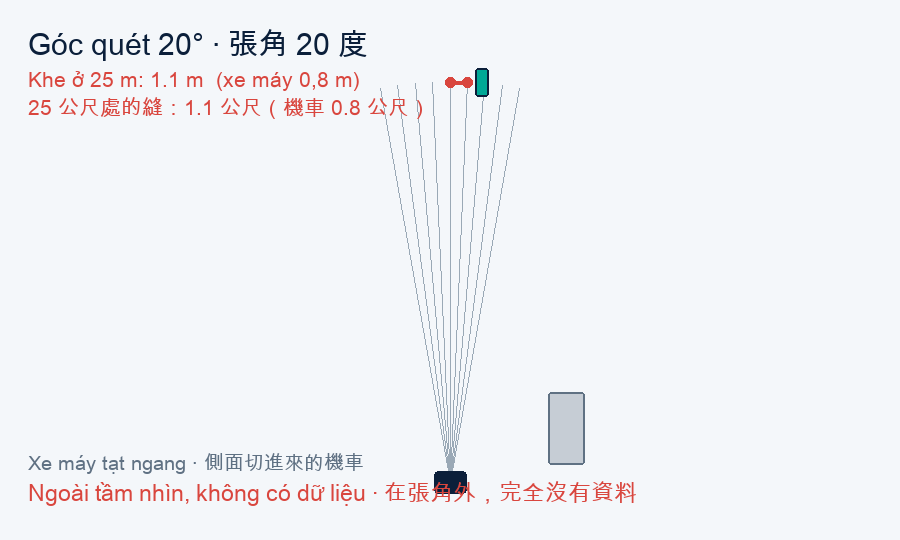 Góc quét 20° · 張角 20 度
Khe ở 25 m: 1.1 m (xe máy 0,8 m)
25 公尺處的縫：1.1 公尺（機車 0.8 公尺）
Xe máy tạt ngang · 側面切進來的機車
Ngoài tầm nhìn, không có dữ liệu · 在張角外，完全沒有資料